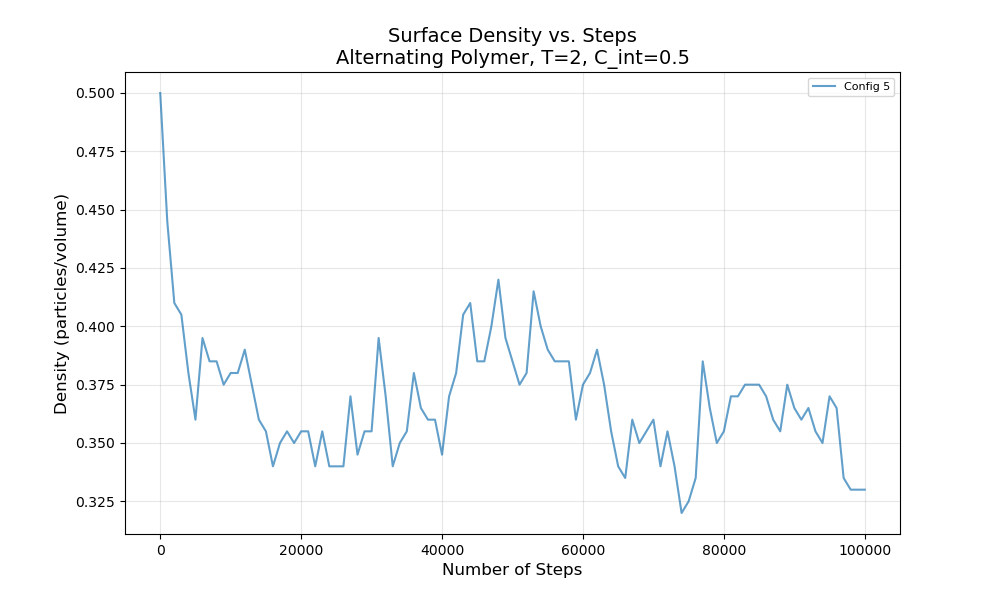 Surface Density vs. Steps
Alternating Polymer, T=2, C_int=0.5
Config 5
Density (particles/volume)
0.500
0.475
0.450
0.425
0.400
0.375
0.350
0.325
0
20000
40000
60000
80000
100000
Number of Steps